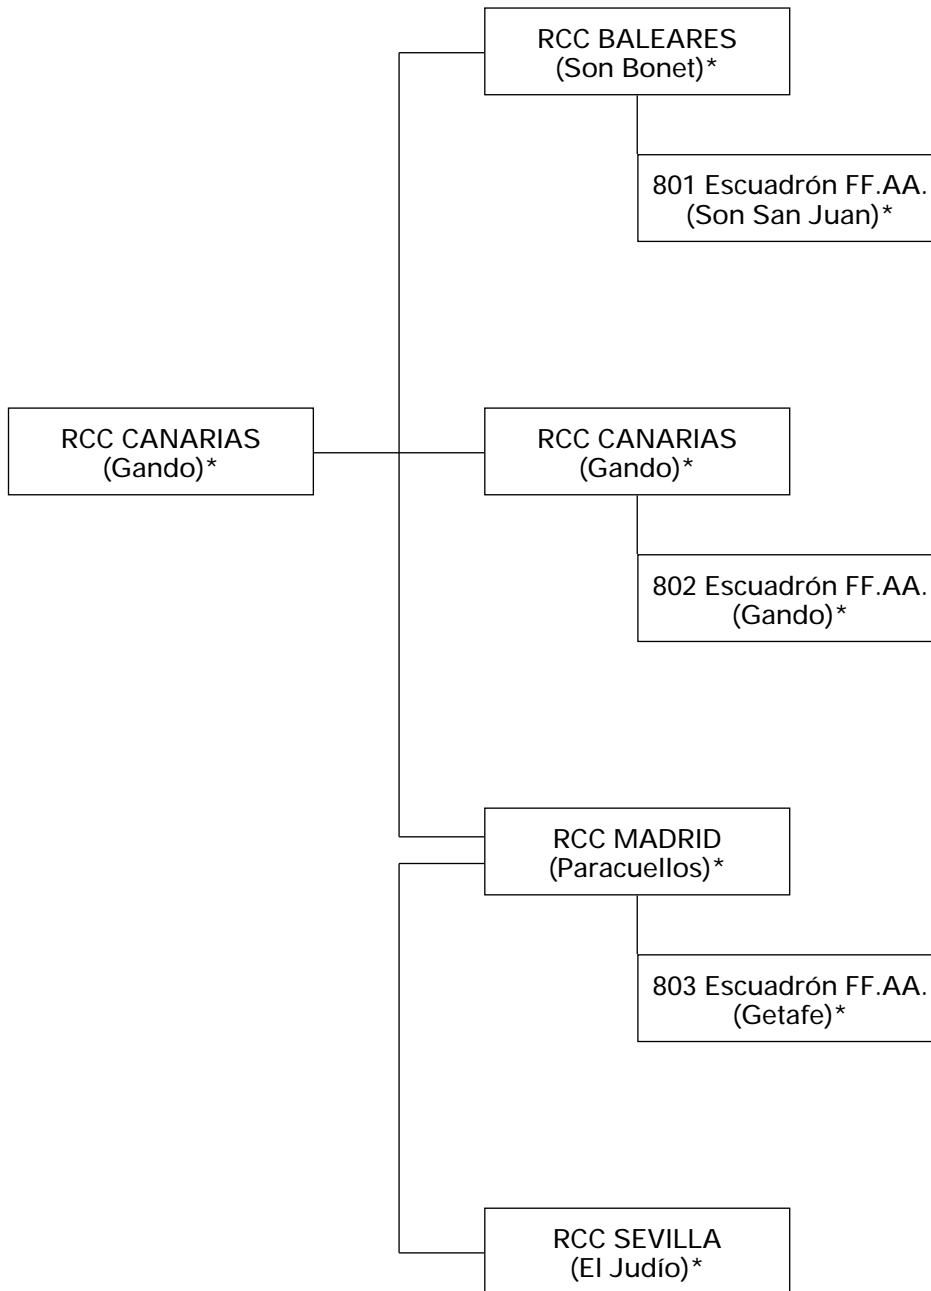 RCC BALEARES
(Son Bonet)*
801 Escuadrón FF.AA.
(Son San Juan)*
RCC CANARIAS
(Gando)*
RCC CANARIAS
(Gando)*
802 Escuadrón FF.AA.
(Gando)*
RCC MADRID
(Paracuellos)*
803 Escuadrón FF.AA.
(Getafe)*
RCC SEVILLA
(El Judío)*